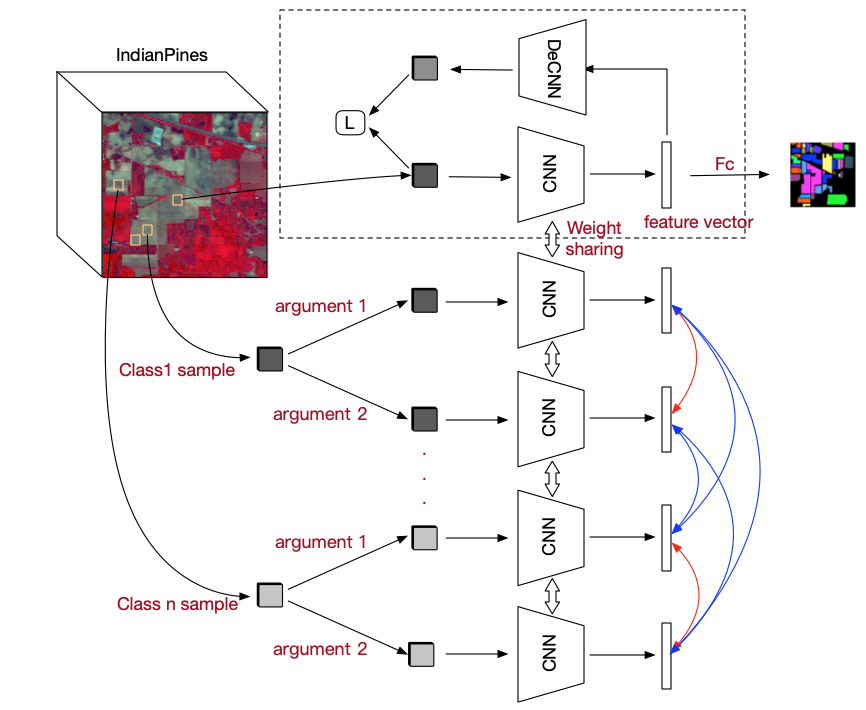 IndianPines
DeCNN
L
CNN
Fc
feature vector
Weight
sharing
argument 1
CNN
Class1 sample
argument 2
CNN
argument 1
CNN
Class n sample
argument 2
CNN